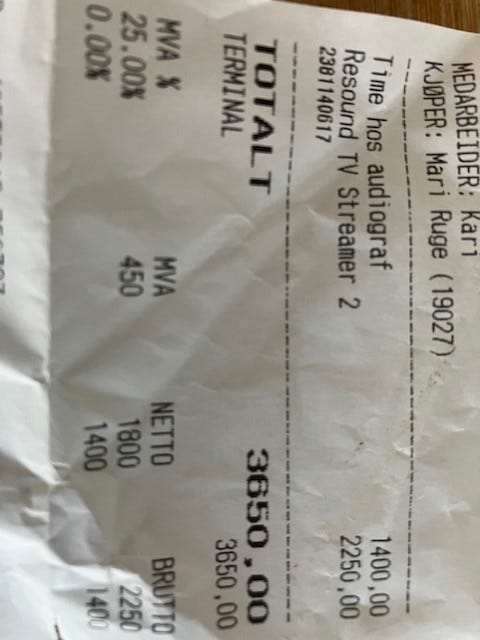 MEDARBEIDER: Kari
KJØPER: Mari Ruge (19027)
Time hos audiograf 1400,00
Resound TV Streamer 2 2250,00
2381140617
TOTALT 3650,00
TERMINAL 3650,00
MVA % MVA NETTO BRUTTO
25.00% 450 1800 2250
0.00% 1400 1400